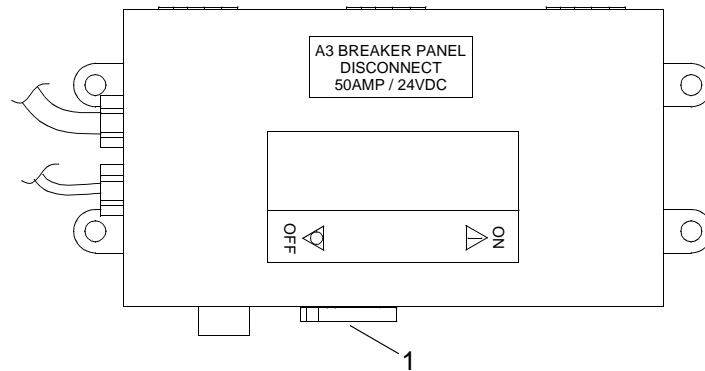 A3 BREAKER PANEL
DISCONNECT
50AMP / 24VDC
OFF
ON
1